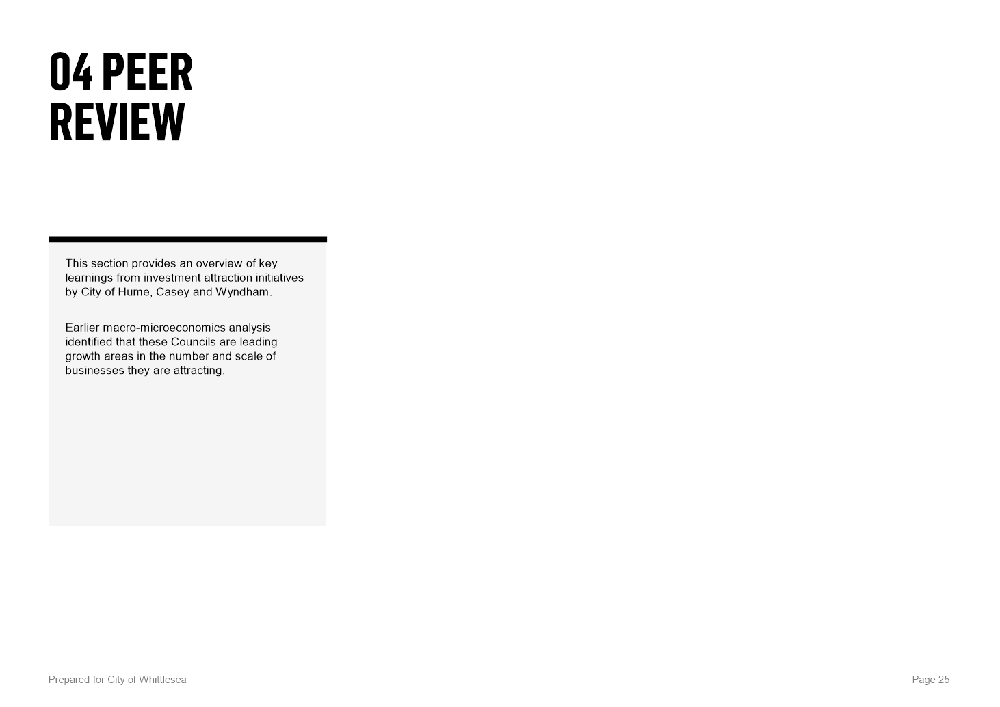 04 PEER
REVIEW
This section provides an overview of key
learnings from investment attraction initiatives
by City of Hume, Casey and Wyndham.
Earlier macro-microeconomics analysis
identified that these Councils are leading
growth areas in the number and scale of
businesses they are attracting.
Prepared for City of Whittlesea
Page 25